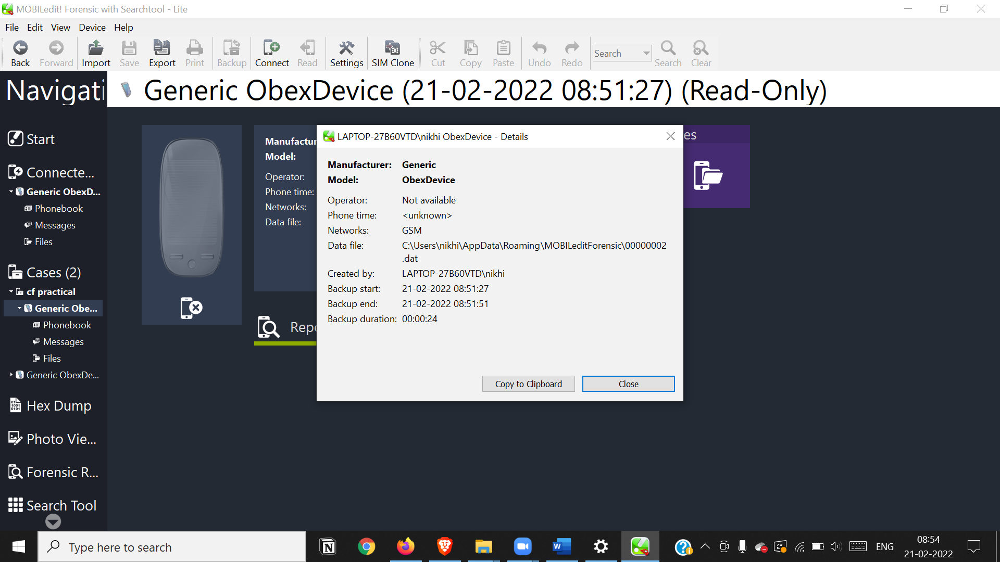 MOBILedit! Forensic with Searchtool - Lite
File Edit View Device Help
Back Forward Import Save Export Print Backup Connect Read Settings SIM Clone Cut Copy Paste Undo Redo Search Search Clear
Navigati
Generic ObexDevice (21-02-2022 08:51:27) (Read-Only)
Start
Connecte...
Generic ObexD...
Phonebook
Messages
Files
Cases (2)
cf practical
Generic Obe...
Phonebook
Messages
Files
Generic ObexDe...
Hex Dump
Photo Vie...
Forensic R...
Search Tool
Manufactur
Model:
Operator:
Phone time:
Networks:
Data file:
Repo
es
LAPTOP-27B60VTD\nikhi ObexDevice - Details
Manufacturer: Generic
Model: ObexDevice
Operator: Not available
Phone time: <unknown>
Networks: GSM
Data file: C:\Users\nikhi\AppData\Roaming\MOBILeditForensic\00000002
.dat
Created by: LAPTOP-27B60VTD\nikhi
Backup start: 21-02-2022 08:51:27
Backup end: 21-02-2022 08:51:51
Backup duration: 00:00:24
Copy to Clipboard Close
Type here to search
ENG
08:54
21-02-2022